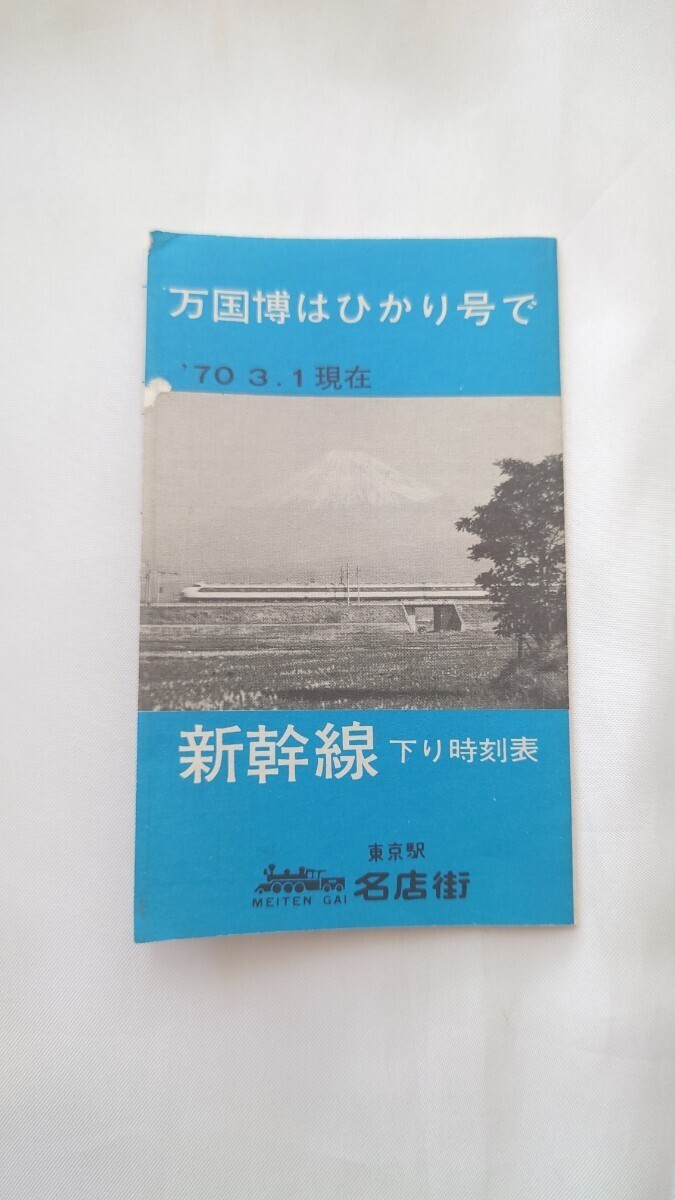 万国博はひかり号で
'70 3.1 現在
新幹線 下り時刻表
東京駅
MEITEN GAI 名店街